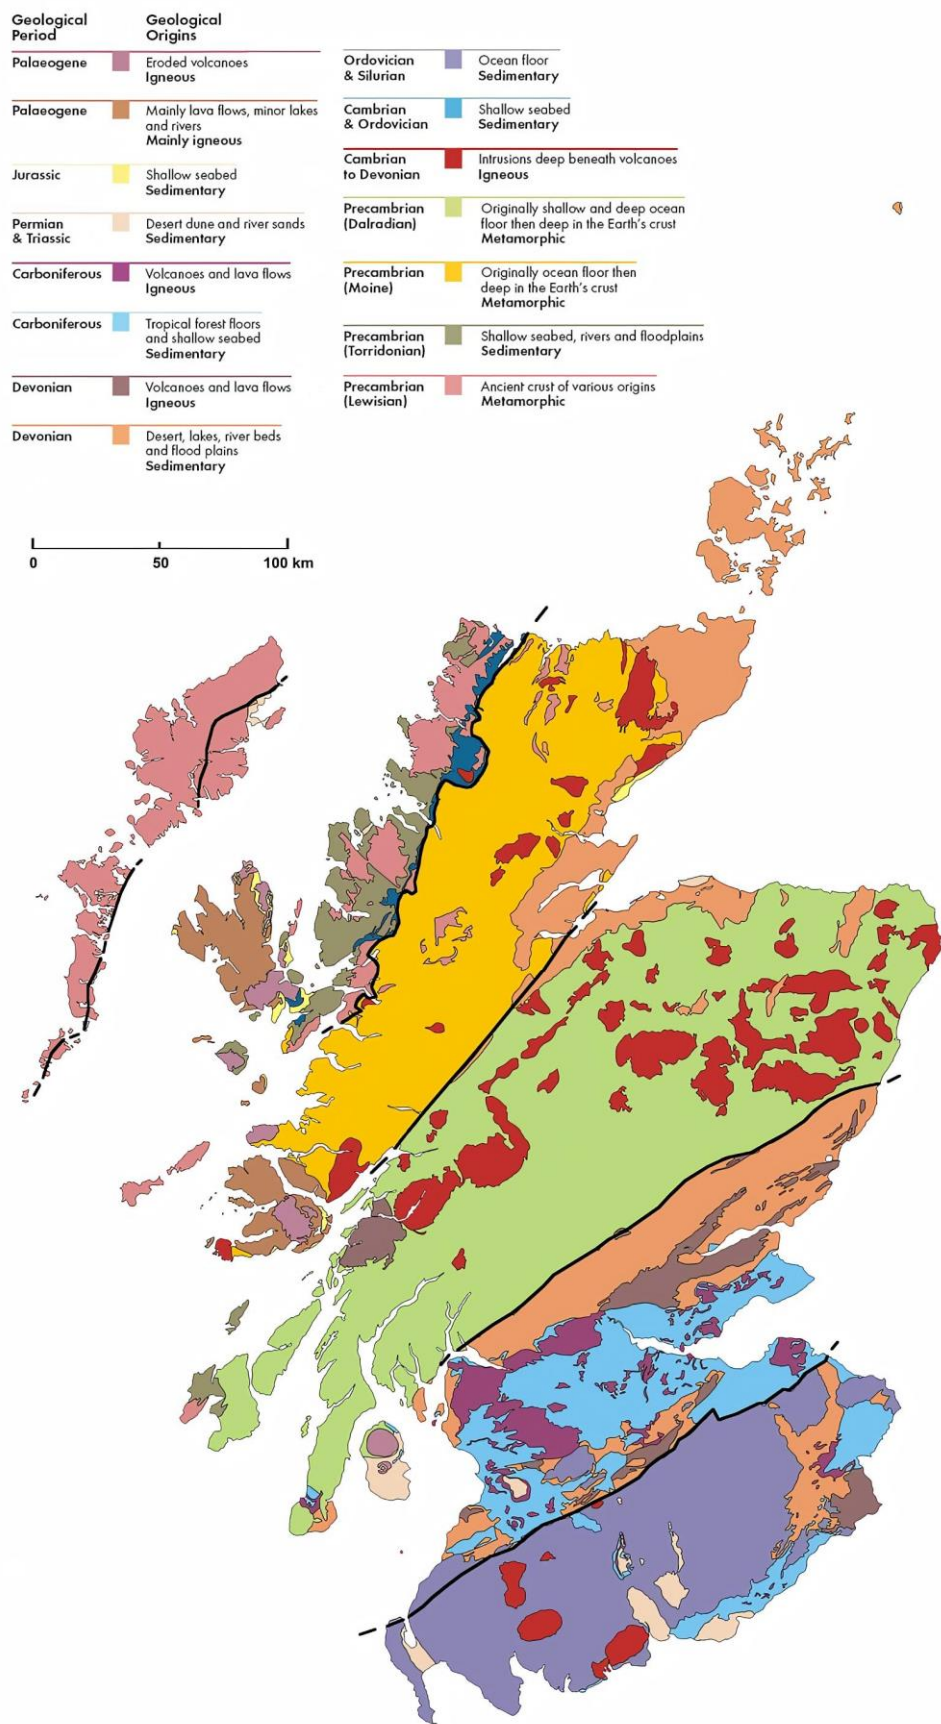 Geological Period
Geological Origins
Palaeogene
Eroded volcanoes
Igneous
Palaeogene
Mainly lava flows, minor lakes
and rivers
Mainly igneous
Jurassic
Shallow seabed
Sedimentary
Permian
& Triassic
Desert dune and river sands
Sedimentary
Carboniferous
Volcanoes and lava flows
Igneous
Carboniferous
Tropical forest floors
and shallow seabed
Sedimentary
Devonian
Volcanoes and lava flows
Igneous
Devonian
Desert, lakes, river beds
and flood plains
Sedimentary
Ordovician
& Silurian
Ocean floor
Sedimentary
Cambrian
& Ordovician
Shallow seabed
Sedimentary
Cambrian
to Devonian
Intrusions deep beneath volcanoes
Igneous
Precambrian
(Dalradian)
Originally shallow and deep ocean
floor then deep in the Earth's crust
Metamorphic
Precambrian
(Moine)
Originally ocean floor then
deep in the Earth's crust
Metamorphic
Precambrian
(Torridonian)
Shallow seabed, rivers and floodplains
Sedimentary
Precambrian
(Lewisian)
Ancient crust of various origins
Metamorphic
0 50 100 km